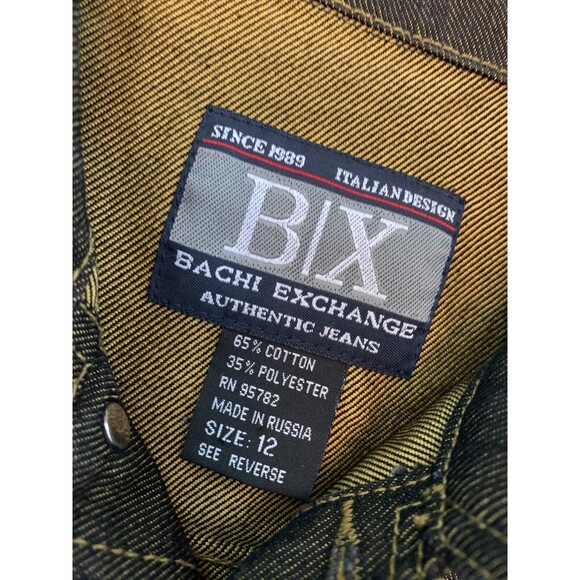 SINCE 1989
ITALIAN DESIGN
B|X
BACHI EXCHANGE
AUTHENTIC JEANS
65% COTTON
35% POLYESTER
RN 95782
MADE IN RUSSIA
SIZE: 12
SEE REVERSE